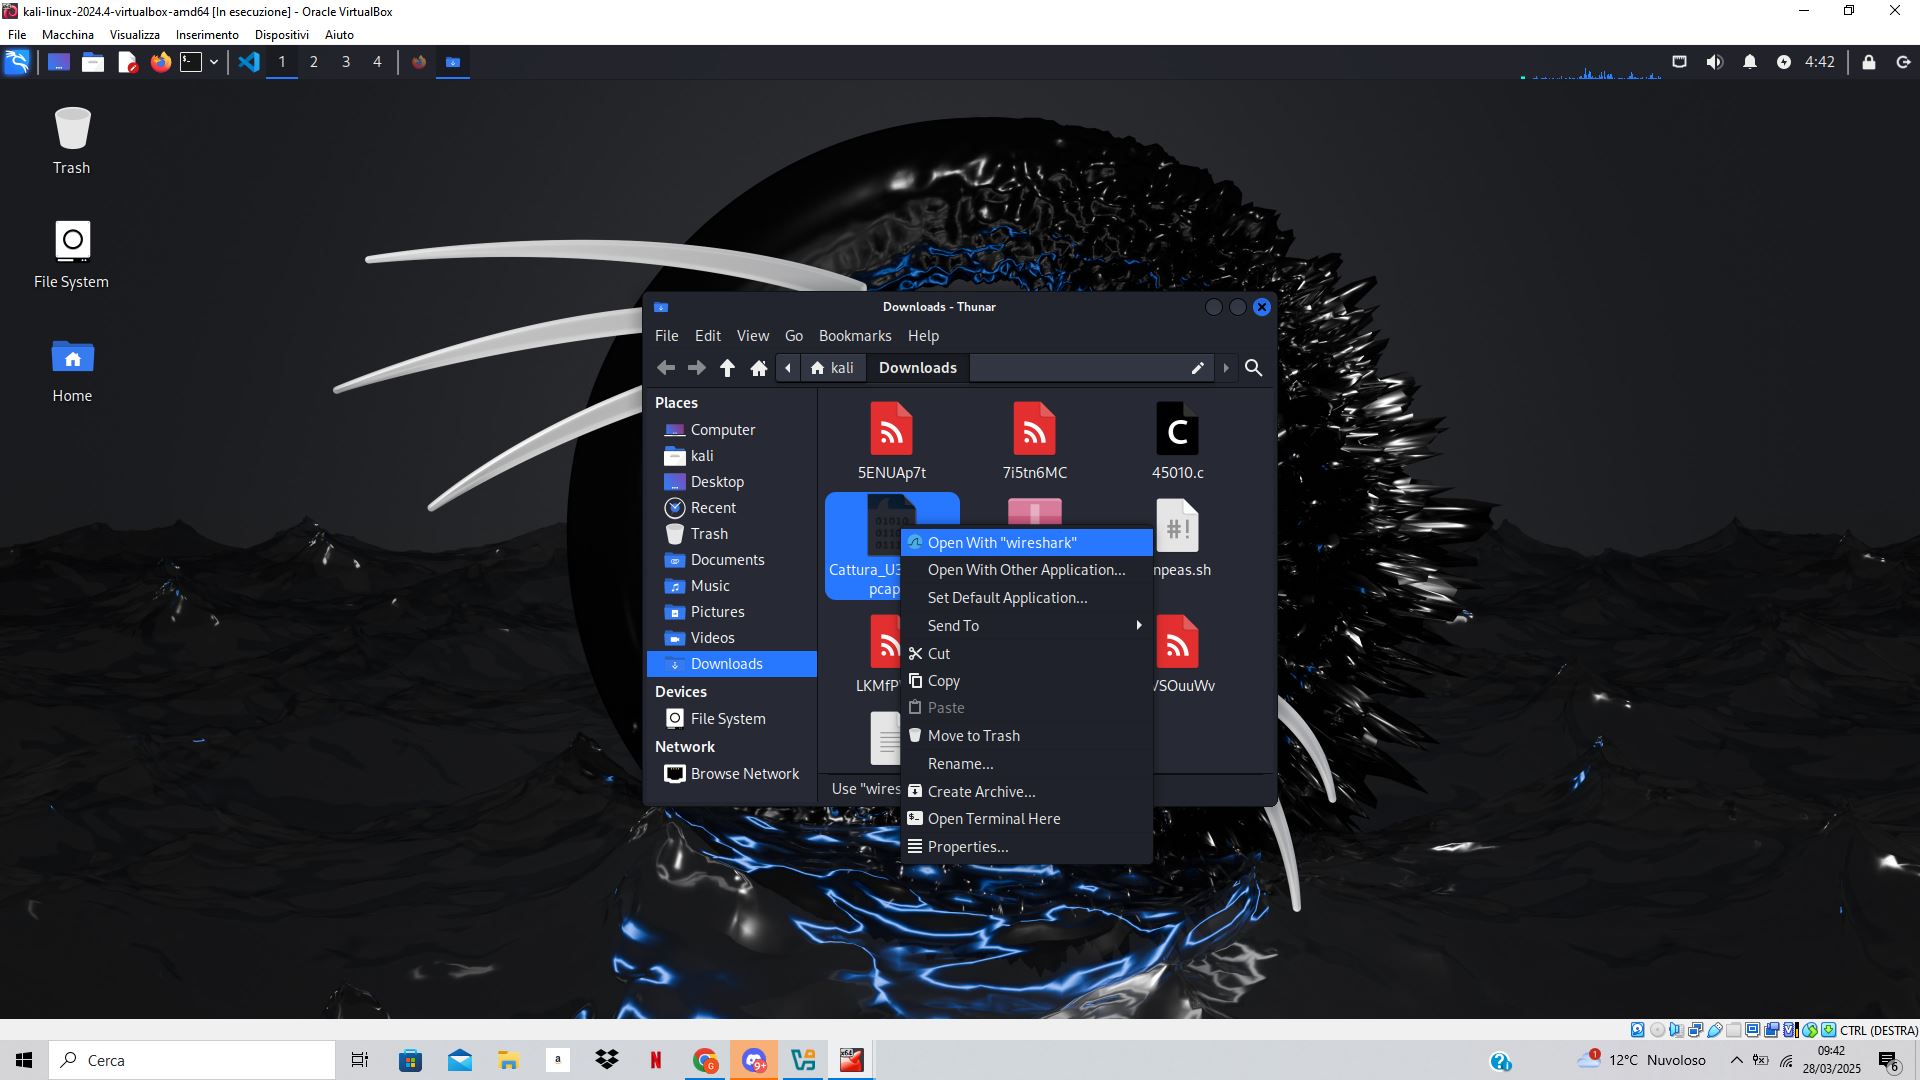 kali-linux-2024.4-virtualbox-amd64 [In esecuzione] - Oracle VirtualBox
File Macchina Visualizza Inserimento Dispositivi Aiuto
1 2 3 4
4:42
Trash
File System
Home
Downloads - Thunar
File Edit View Go Bookmarks Help
kali Downloads
Places
Computer
kali
Desktop
Recent
Trash
Documents
Music
Pictures
Videos
Downloads
Devices
File System
Network
Browse Network
5ENUAp7t 7i5tn6MC 45010.c
C
#!
Cattura_U3
pcap
npeas.sh
LKMfP
VSOuuWv
Use "wires
Open With "wireshark"
Open With Other Application...
Set Default Application...
Send To
Cut
Copy
Paste
Move to Trash
Rename...
Create Archive...
Open Terminal Here
Properties...
CTRL (DESTRA)
Cerca
a
N
G
9+
x64
1
12°C Nuvoloso
09:42
28/03/2025
6